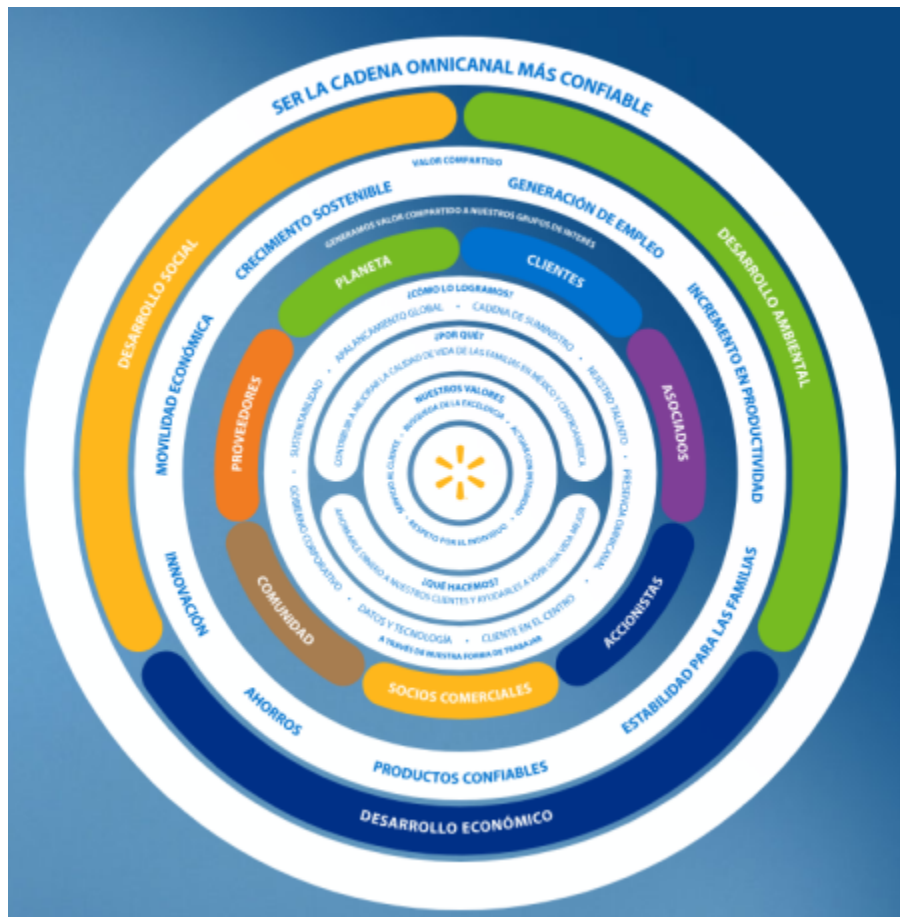 SER LA CADENA OMNICANAL MÁS CONFIABLE
DESARROLLO SOCIAL
DESARROLLO AMBIENTAL
DESARROLLO ECONÓMICO
VALOR COMPARTIDO
CRECIMIENTO SOSTENIBLE
GENERACIÓN DE EMPLEO
INCREMENTO EN PRODUCTIVIDAD
ESTABILIDAD PARA LAS FAMILIAS
PRODUCTOS CONFIABLES
AHORROS
INNOVACIÓN
MOVILIDAD ECONÓMICA
GENERAMOS VALOR COMPARTIDO A NUESTROS GRUPOS DE INTERÉS
PLANETA
CLIENTES
ASOCIADOS
ACCIONISTAS
SOCIOS COMERCIALES
COMUNIDAD
PROVEEDORES
¿CÓMO LO LOGRAMOS?
APALANCAMIENTO GLOBAL • CADENA DE SUMINISTRO • NUESTRO TALENTO • PRESENCIA OMNICANAL • CLIENTE EN EL CENTRO • DATOS Y TECNOLOGÍA • GOBIERNO CORPORATIVO • SUSTENTABILIDAD •
A TRAVÉS DE NUESTRA FORMA DE TRABAJAR
¿POR QUÉ?
CONTRIBUIR A MEJORAR LA CALIDAD DE VIDA DE LAS FAMILIAS EN MÉXICO Y CENTROAMÉRICA
NUESTROS VALORES
BÚSQUEDA DE LA EXCELENCIA • ACTUAR CON INTEGRIDAD • RESPETO POR EL INDIVIDUO • SERVICIO AL CLIENTE •
¿QUÉ HACEMOS?
AHORRARLE DINERO A NUESTROS CLIENTES Y AYUDARLES A VIVIR UNA VIDA MEJOR